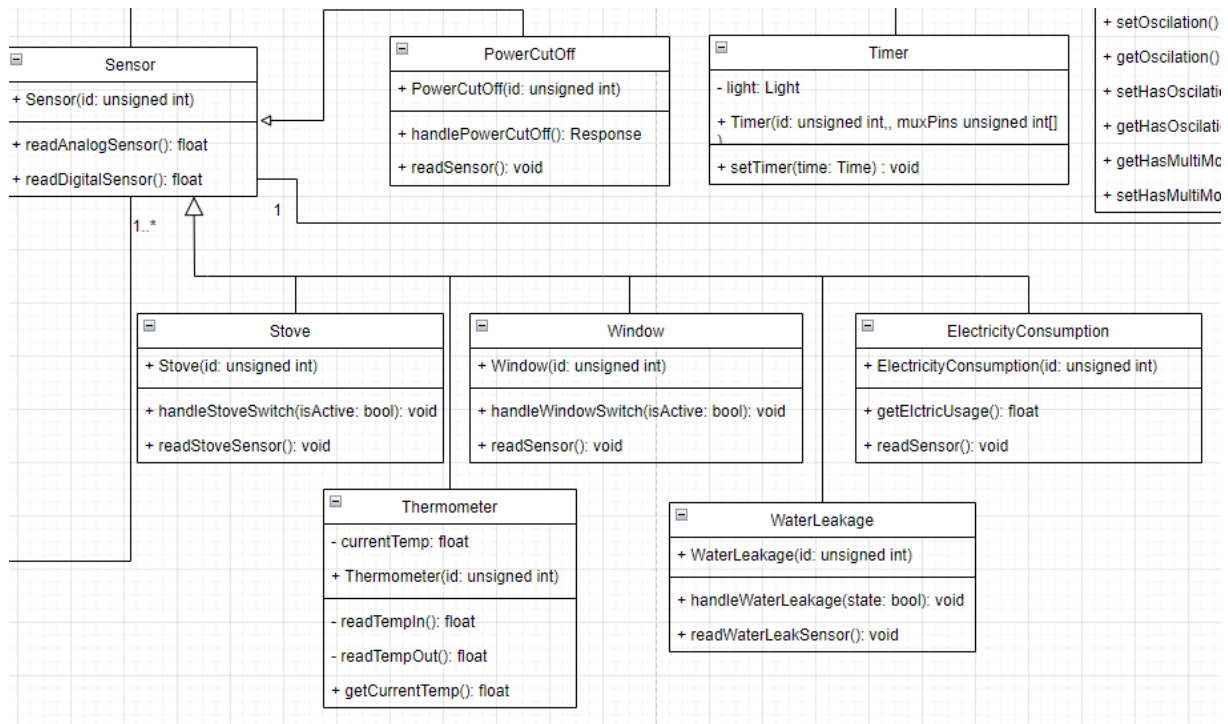 Sensor
+ Sensor(id: unsigned int)
+ readAnalogSensor(): float
+ readDigitalSensor(): float
1..*
1
PowerCutOff
+ PowerCutOff(id: unsigned int)
+ handlePowerCutOff(): Response
+ readSensor(): void
Timer
- light: Light
+ Timer(id: unsigned int,, muxPins unsigned int[]
)
+ setTimer(time: Time) : void
+ setOscilation()
+ getOscilation()
+ setHasOscilatio
+ getHasOscilatio
+ getHasMultiMo
+ setHasMultiMo
Stove
+ Stove(id: unsigned int)
+ handleStoveSwitch(isActive: bool): void
+ readStoveSensor(): void
Window
+ Window(id: unsigned int)
+ handleWindowSwitch(isActive: bool): void
+ readSensor(): void
ElectricityConsumption
+ ElectricityConsumption(id: unsigned int)
+ getElctricUsage(): float
+ readSensor(): void
Thermometer
- currentTemp: float
+ Thermometer(id: unsigned int)
- readTempIn(): float
- readTempOut(): float
+ getCurrentTemp(): float
WaterLeakage
+ WaterLeakage(id: unsigned int)
+ handleWaterLeakage(state: bool): void
+ readWaterLeakSensor(): void